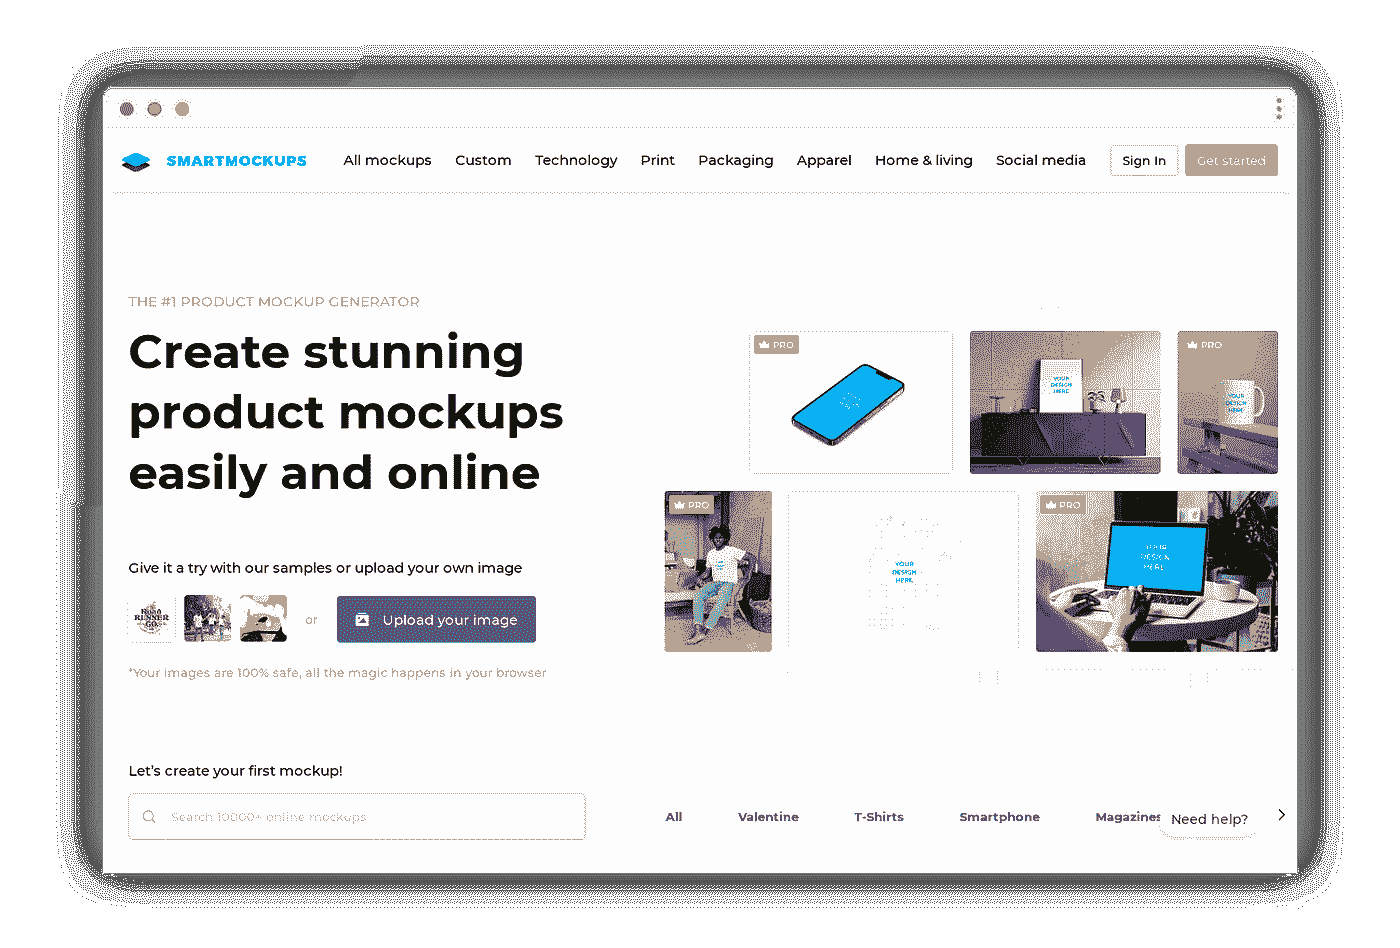 SMARTMOCKUPS All mockups Custom Technology Print Packaging Apparel Home & living Social media Sign In Get started
THE #1 PRODUCT MOCKUP GENERATOR
Create stunning
product mockups
easily and online
PRO
YOUR
DESIGN
HERE
PRO
YOUR
DESIGN
HERE
PRO
YOUR
DESIGN
HERE
PRO
YOUR
DESIGN
HERE
Give it a try with our samples or upload your own image
Road
RUNNER
or
Upload your image
*Your images are 100% safe, all the magic happens in your browser
Let's create your first mockup!
Search 10000+ online mockups
All Valentine T-Shirts Smartphone Magazines
Need help?